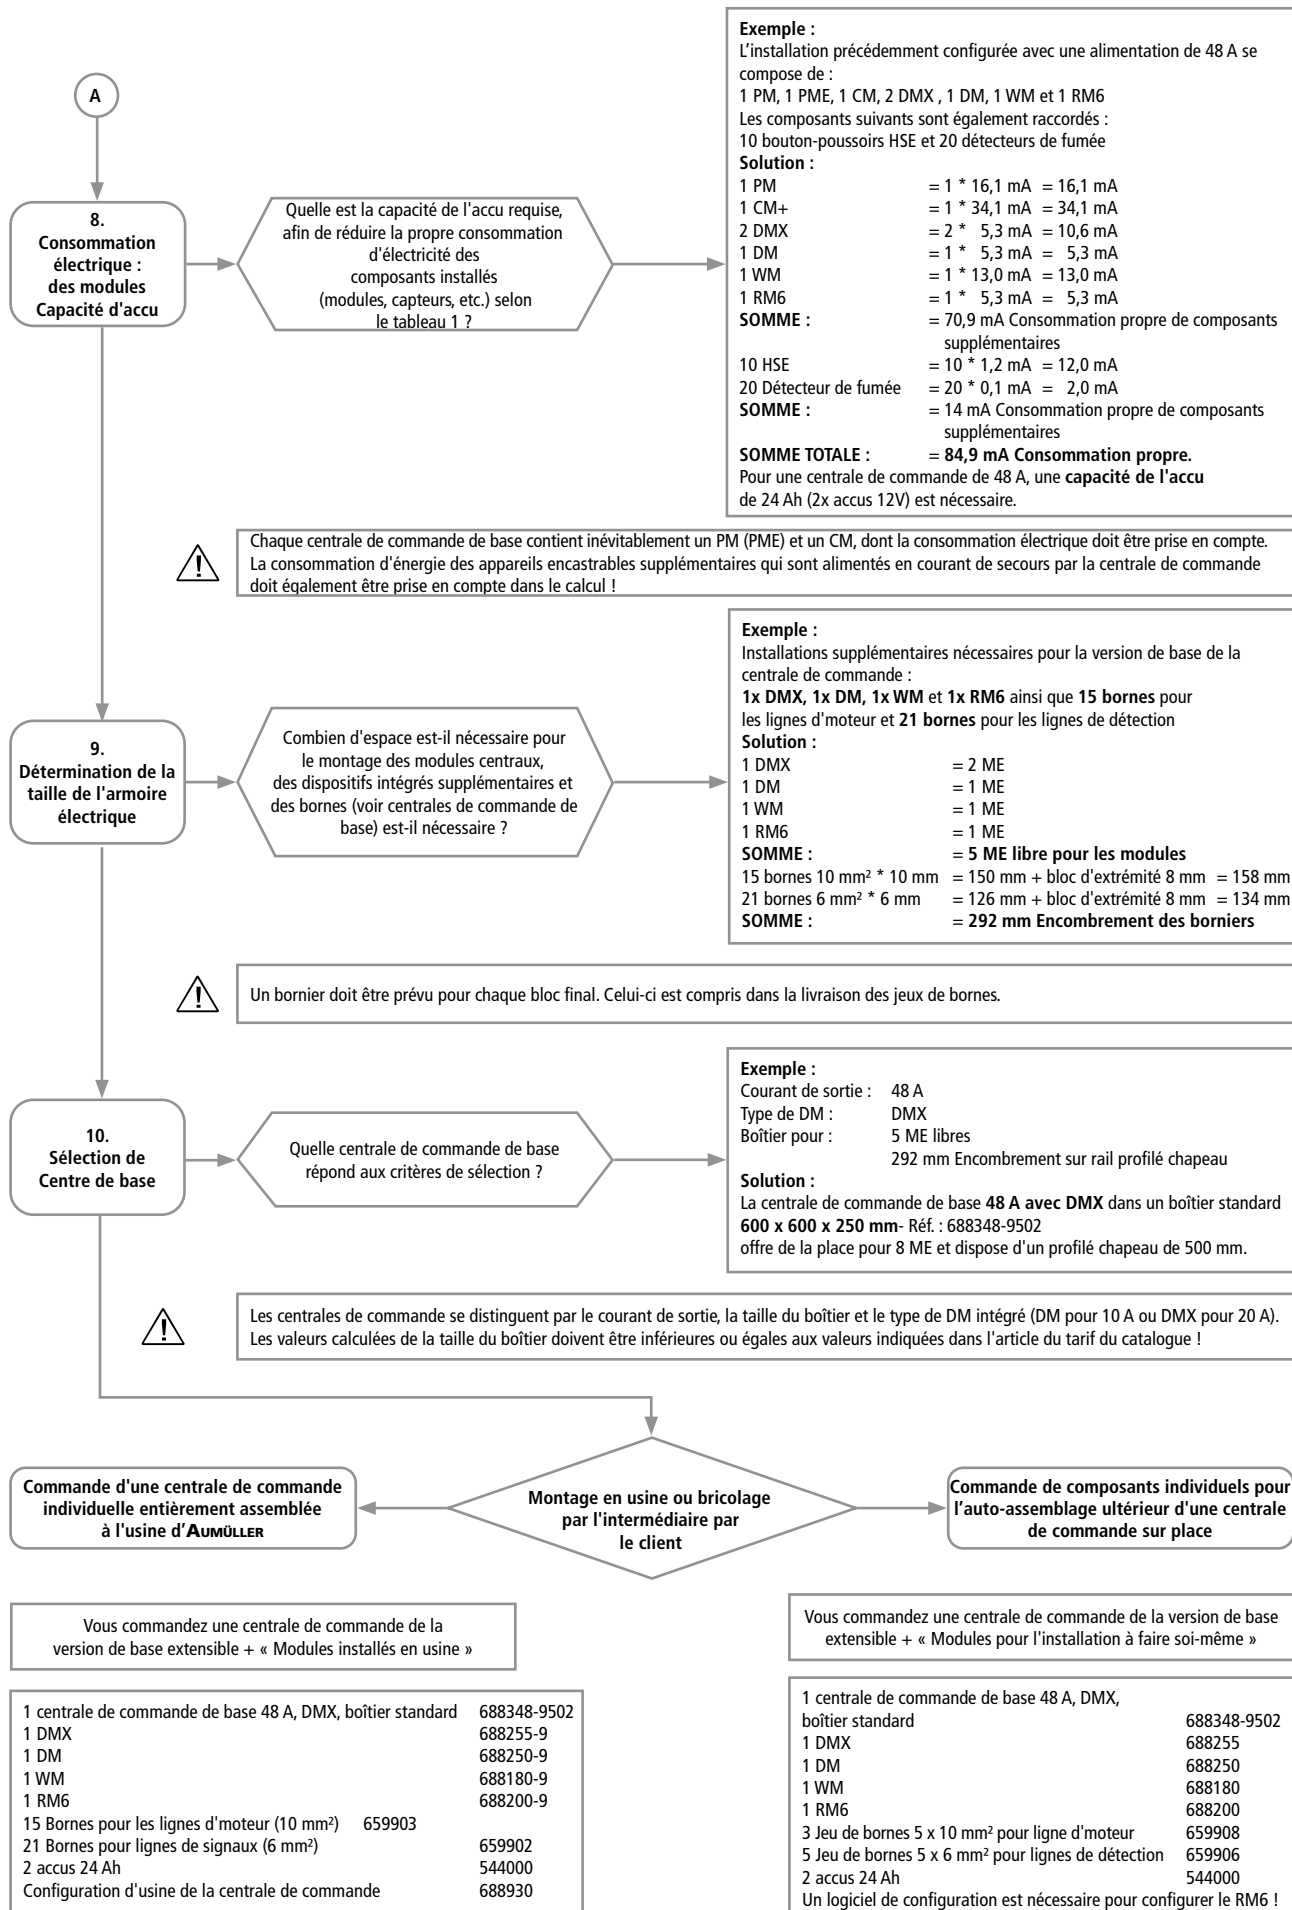 A
8.
Consommation
électrique :
des modules
Capacité d'accu
Quelle est la capacité de l'accu requise,
afin de réduire la propre consommation
d'électricité des
composants installés
(modules, capteurs, etc.) selon
le tableau 1 ?
Exemple :
L'installation précédemment configurée avec une alimentation de 48 A se
compose de :
1 PM, 1 PME, 1 CM, 2 DMX , 1 DM, 1 WM et 1 RM6
Les composants suivants sont également raccordés :
10 bouton-poussoirs HSE et 20 détecteurs de fumée
Solution :
1 PM = 1 * 16,1 mA = 16,1 mA
1 CM+ = 1 * 34,1 mA = 34,1 mA
2 DMX = 2 * 5,3 mA = 10,6 mA
1 DM = 1 * 5,3 mA = 5,3 mA
1 WM = 1 * 13,0 mA = 13,0 mA
1 RM6 = 1 * 5,3 mA = 5,3 mA
SOMME : = 70,9 mA Consommation propre de composants
supplémentaires
10 HSE = 10 * 1,2 mA = 12,0 mA
20 Détecteur de fumée = 20 * 0,1 mA = 2,0 mA
SOMME : = 14 mA Consommation propre de composants
supplémentaires
SOMME TOTALE : = 84,9 mA Consommation propre.
Pour une centrale de commande de 48 A, une capacité de l'accu
de 24 Ah (2x accus 12V) est nécessaire.
Chaque centrale de commande de base contient inévitablement un PM (PME) et un CM, dont la consommation électrique doit être prise en compte.
La consommation d'énergie des appareils encastrables supplémentaires qui sont alimentés en courant de secours par la centrale de commande
doit également être prise en compte dans le calcul !
9.
Détermination de la
taille de l'armoire
électrique
Combien d'espace est-il nécessaire pour
le montage des modules centraux,
des dispositifs intégrés supplémentaires et
des bornes (voir centrales de commande de
base) est-il nécessaire ?
Exemple :
Installations supplémentaires nécessaires pour la version de base de la
centrale de commande :
1x DMX, 1x DM, 1x WM et 1x RM6 ainsi que 15 bornes pour
les lignes d'moteur et 21 bornes pour les lignes de détection
Solution :
1 DMX = 2 ME
1 DM = 1 ME
1 WM = 1 ME
1 RM6 = 1 ME
SOMME : = 5 ME libre pour les modules
15 bornes 10 mm² * 10 mm = 150 mm + bloc d'extrémité 8 mm = 158 mm
21 bornes 6 mm² * 6 mm = 126 mm + bloc d'extrémité 8 mm = 134 mm
SOMME : = 292 mm Encombrement des borniers
Un bornier doit être prévu pour chaque bloc final. Celui-ci est compris dans la livraison des jeux de bornes.
10.
Sélection de
Centre de base
Quelle centrale de commande de base
répond aux critères de sélection ?
Exemple :
Courant de sortie : 48 A
Type de DM : DMX
Boîtier pour : 5 ME libres
292 mm Encombrement sur rail profilé chapeau
Solution :
La centrale de commande de base 48 A avec DMX dans un boîtier standard
600 x 600 x 250 mm- Réf. : 688348-9502
offre de la place pour 8 ME et dispose d'un profilé chapeau de 500 mm.
Les centrales de commande se distinguent par le courant de sortie, la taille du boîtier et le type de DM intégré (DM pour 10 A ou DMX pour 20 A).
Les valeurs calculées de la taille du boîtier doivent être inférieures ou égales aux valeurs indiquées dans l'article du tarif du catalogue !
Commande d'une centrale de commande
individuelle entièrement assemblée
à l'usine d'AUMÜLLER
Montage en usine ou bricolage
par l'intermédiaire par
le client
Commande de composants individuels pour
l'auto-assemblage ultérieur d'une centrale
de commande sur place
Vous commandez une centrale de commande de la
version de base extensible + « Modules installés en usine »
Vous commandez une centrale de commande de la version de base
extensible + « Modules pour l'installation à faire soi-même »
1 centrale de commande de base 48 A, DMX, boîtier standard 688348-9502
1 DMX 688255-9
1 DM 688250-9
1 WM 688180-9
1 RM6 688200-9
15 Bornes pour les lignes d'moteur (10 mm²) 659903
21 Bornes pour lignes de signaux (6 mm²) 659902
2 accus 24 Ah 544000
Configuration d'usine de la centrale de commande 688930
1 centrale de commande de base 48 A, DMX,
boîtier standard 688348-9502
1 DMX 688255
1 DM 688250
1 WM 688180
1 RM6 688200
3 Jeu de bornes 5 x 10 mm² pour ligne d'moteur 659908
5 Jeu de bornes 5 x 6 mm² pour lignes de détection 659906
2 accus 24 Ah 544000
Un logiciel de configuration est nécessaire pour configurer le RM6 !